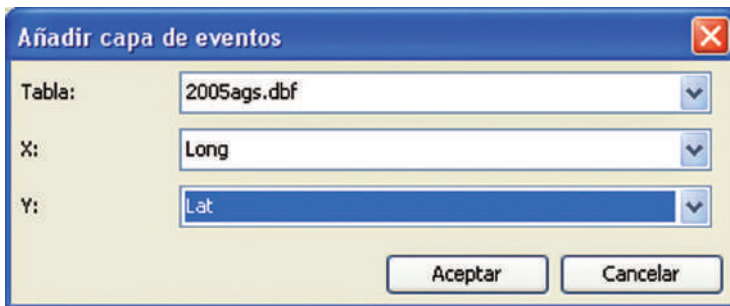 Añadir capa de eventos
Tabla: 2005ags.dbf
X: Long
Y: Lat
Aceptar Cancelar